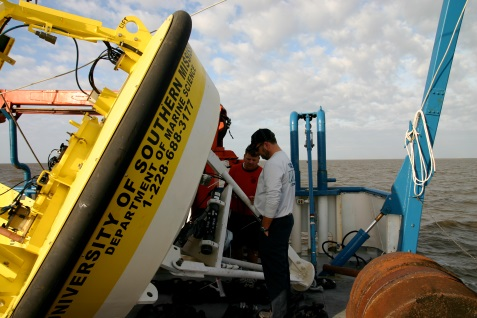 UNIVERSITY OF SOUTHERN MISS
DEPARTMENT OF MARINE SCIENCE
1-228-688-3177